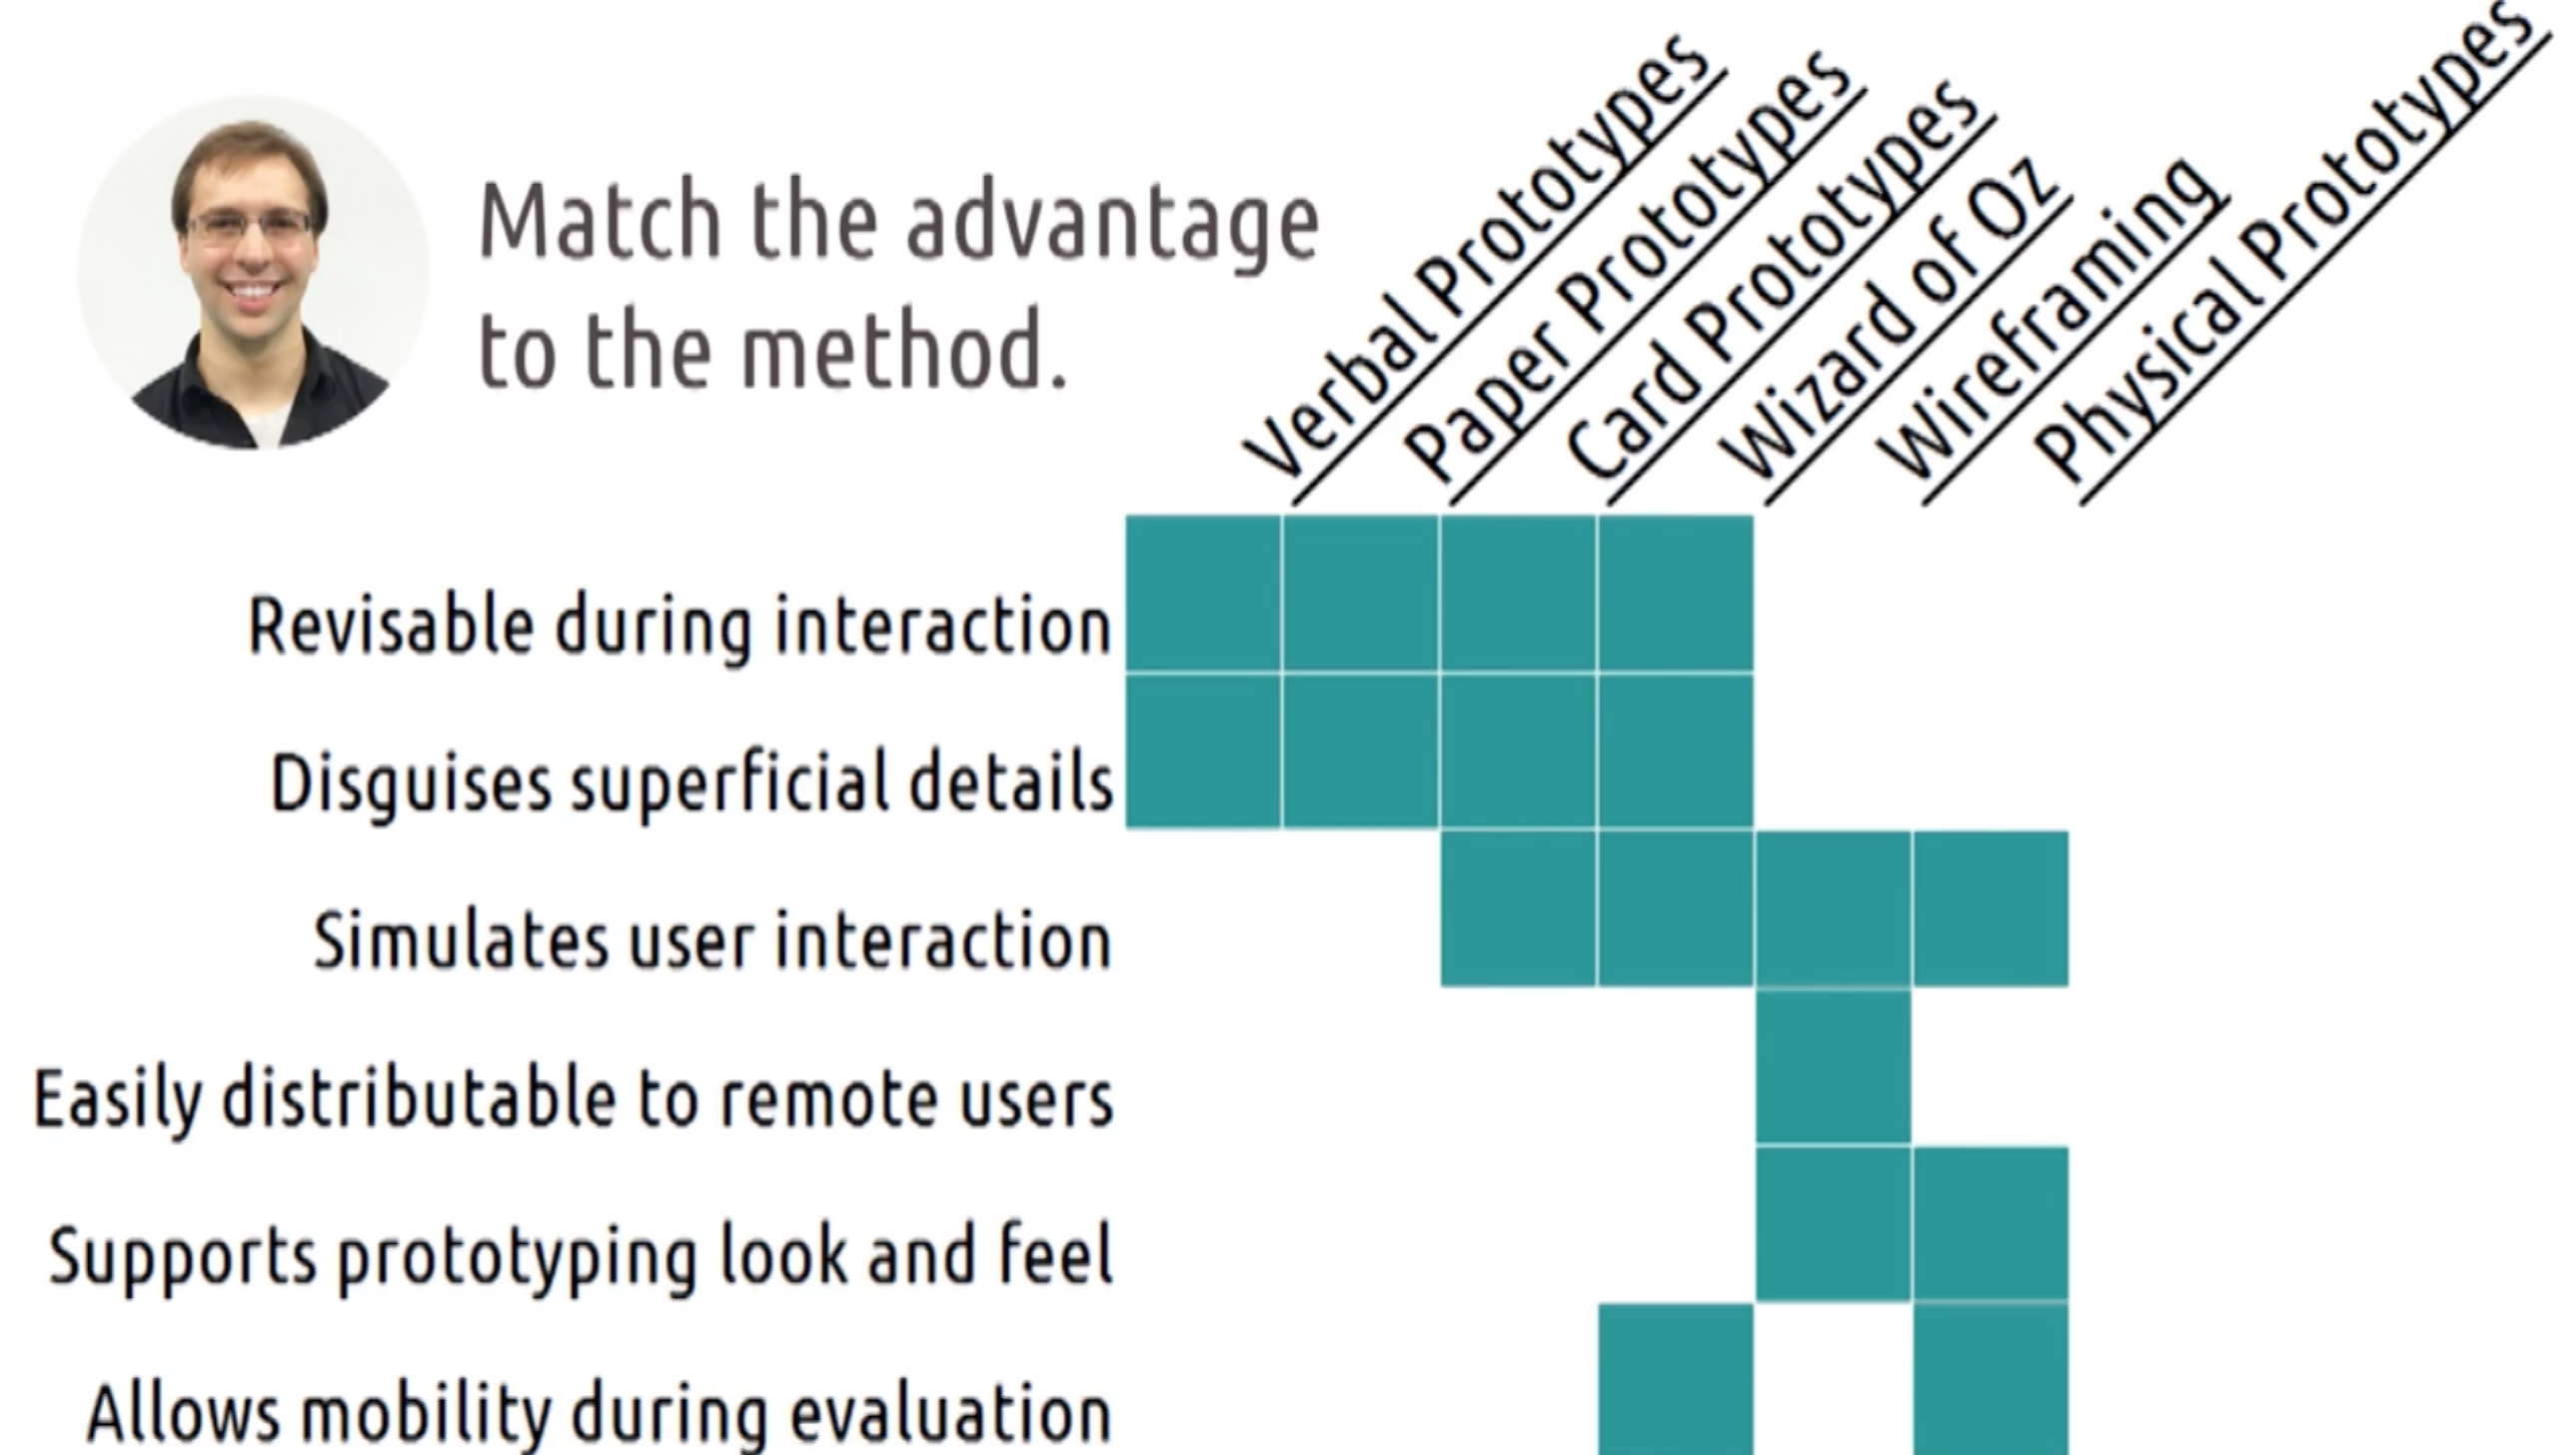 Match the advantage
to the method.
Verbal Prototypes
Paper Prototypes
Card Prototypes
Wizard of Oz
Wireframing
Physical Prototypes
Revisable during interaction
Disguises superficial details
Simulates user interaction
Easily distributable to remote users
Supports prototyping look and feel
Allows mobility during evaluation